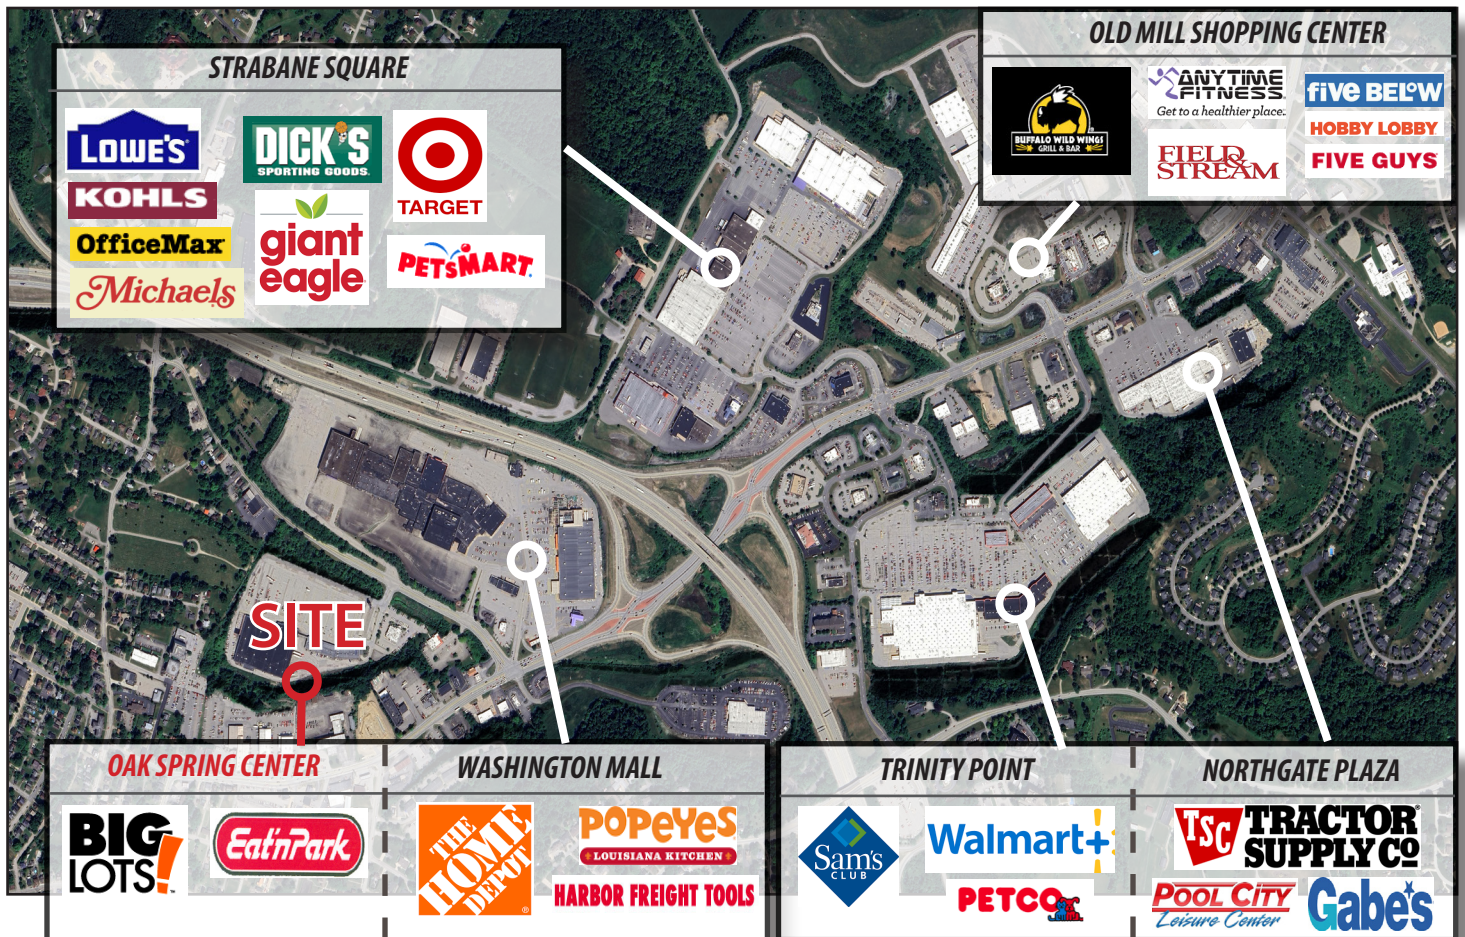 STRABANE SQUARE
LOWE'S
KOHLS
OfficeMax
Michaels
DICK'S
SPORTING GOODS.
giant
eagle
TARGET
PETSMART.
OLD MILL SHOPPING CENTER
BUFFALO WILD WINGS
GRILL & BAR
ANYTIME
FITNESS.
Get to a healthier place.
FIELD &
STREAM
five BELOW
HOBBY LOBBY
FIVE GUYS
SITE
OAK SPRING CENTER
BIG
LOTS!
Eat'nPark
WASHINGTON MALL
THE
HOME
DEPOT
POPEYES
LOUISIANA KITCHEN
HARBOR FREIGHT TOOLS
TRINITY POINT
Sam's
CLUB
Walmart+
PETCO
NORTHGATE PLAZA
TSC
TRACTOR
SUPPLY CO
POOL CITY
Leisure Center
Gabe's